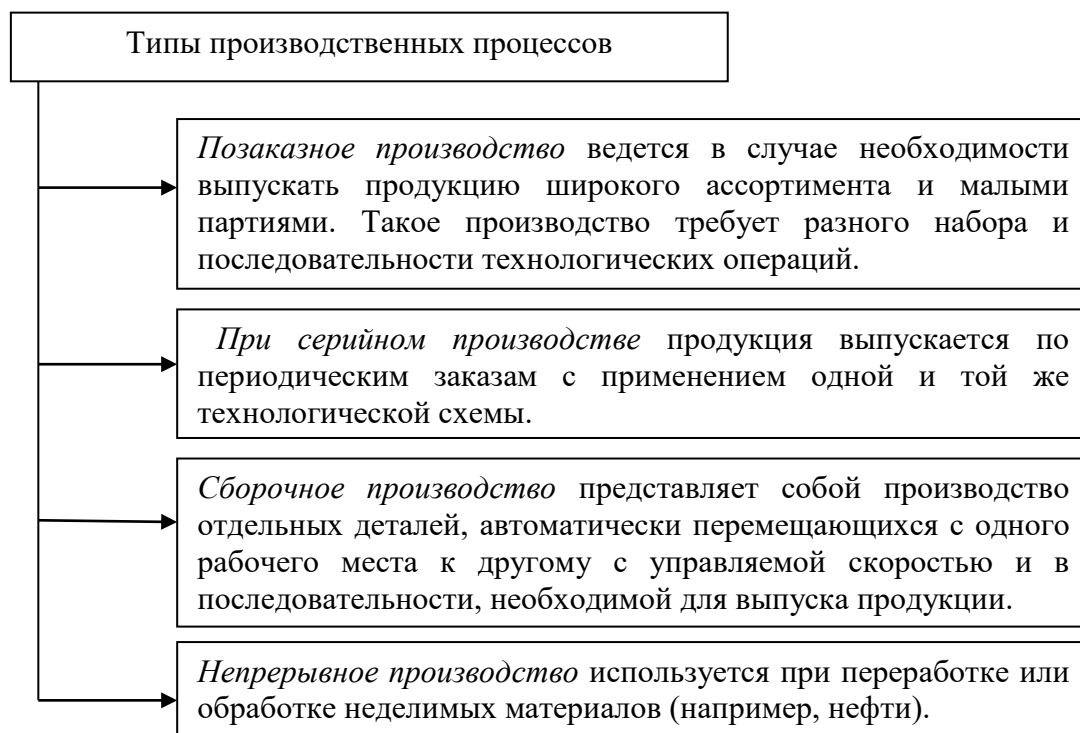 Типы производственных процессов
Позаказное производство ведется в случае необходимости
выпускать продукцию широкого ассортимента и малыми
партиями. Такое производство требует разного набора и
последовательности технологических операций.
При серийном производстве продукция выпускается по
периодическим заказам с применением одной и той же
технологической схемы.
Сборочное производство представляет собой производство
отдельных деталей, автоматически перемещающихся с одного
рабочего места к другому с управляемой скоростью и в
последовательности, необходимой для выпуска продукции.
Непрерывное производство используется при переработке или
обработке неделимых материалов (например, нефти).